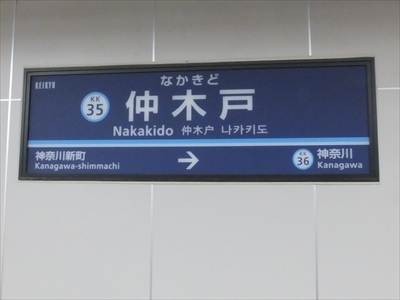 KEIKYU
KK
35
なかきど
仲木戸
Nakakido 仲木户 나카키도
神奈川新町
Kanagawa-shimmachi
→
KK
36
神奈川
Kanagawa